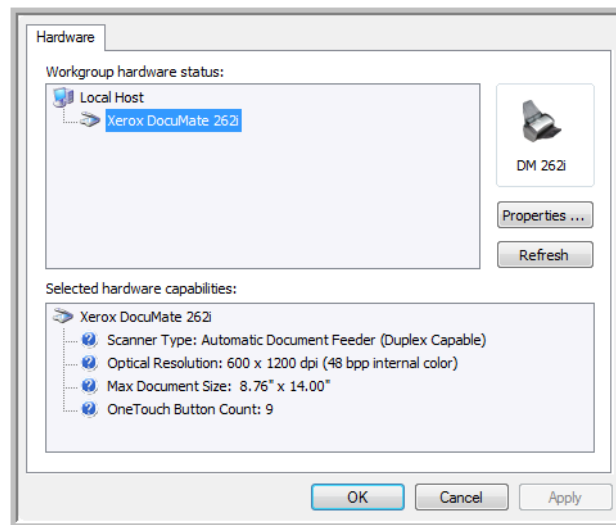 Hardware
Workgroup hardware status:
Local Host
Xerox DocuMate 262i
DM 262i
Properties ...
Refresh
Selected hardware capabilities:
Xerox DocuMate 262i
Scanner Type: Automatic Document Feeder (Duplex Capable)
Optical Resolution: 600 x 1200 dpi (48 bpp internal color)
Max Document Size: 8.76" x 14.00"
OneTouch Button Count: 9
OK Cancel Apply